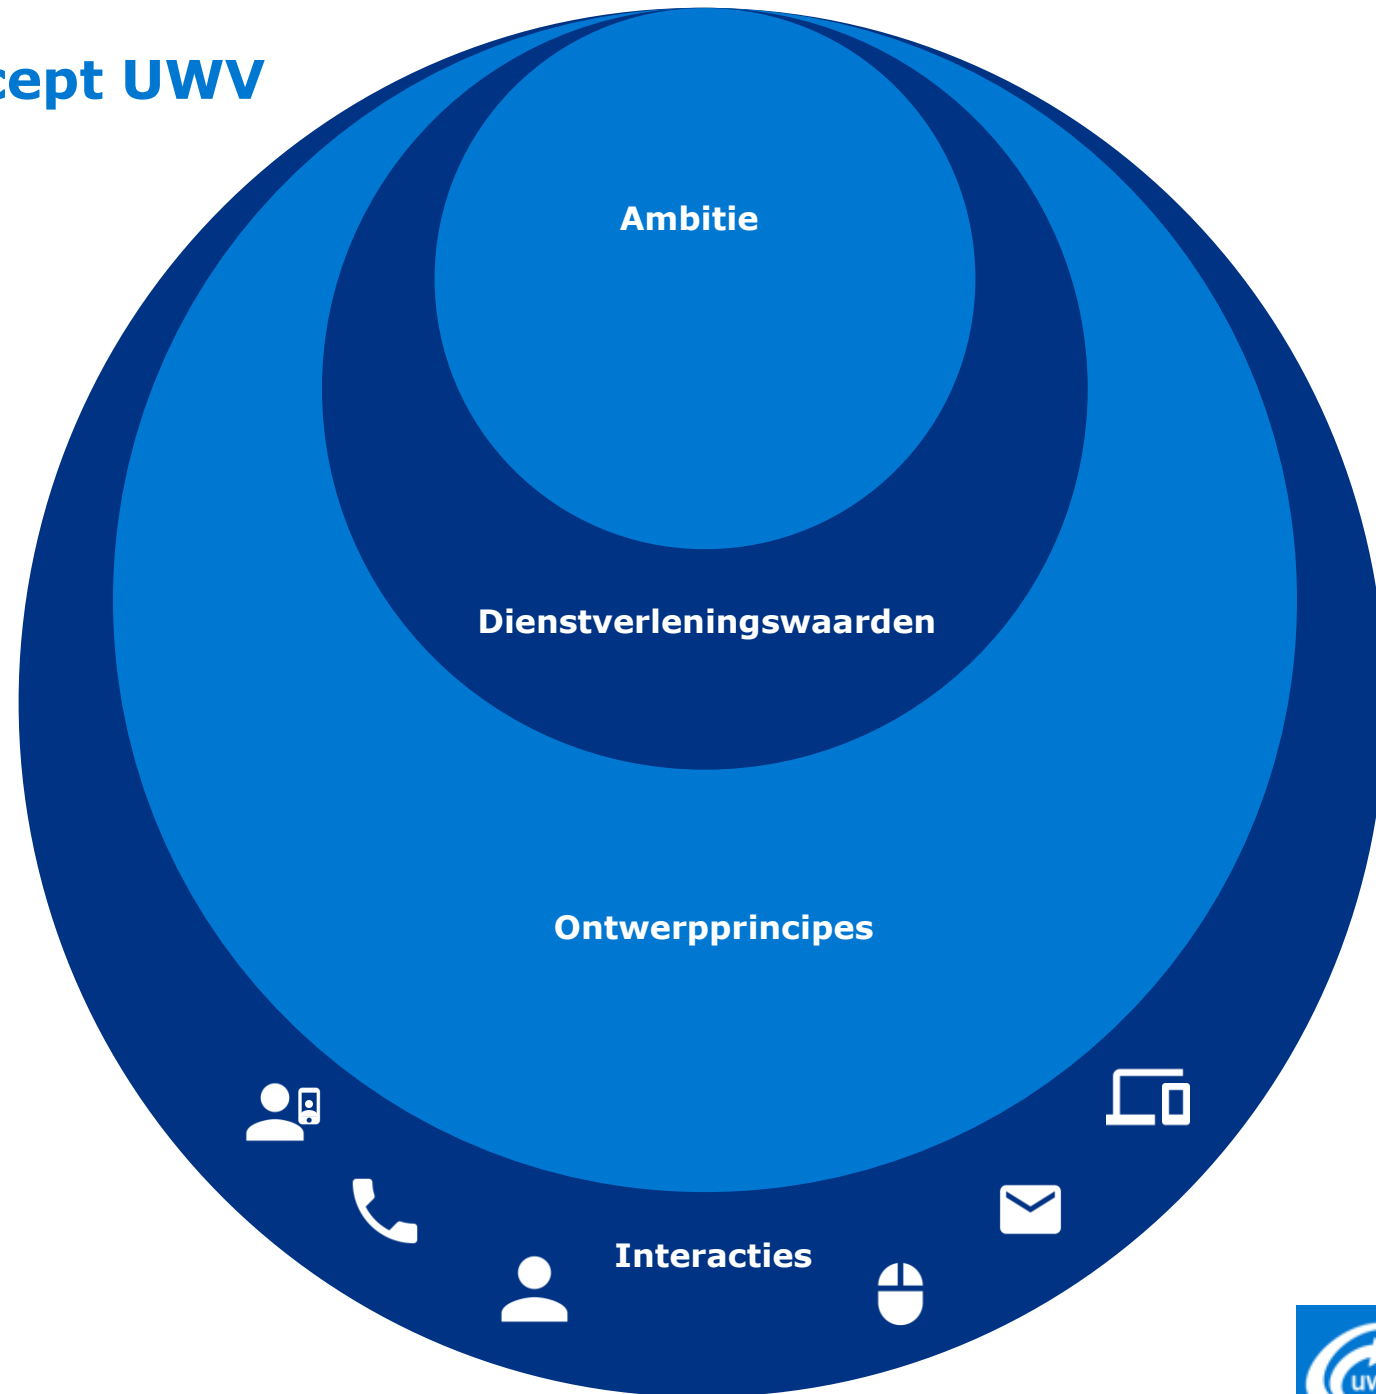 cept UWV
Ambitie
Dienstverleningswaarden
Ontwerpprincipes
Interacties